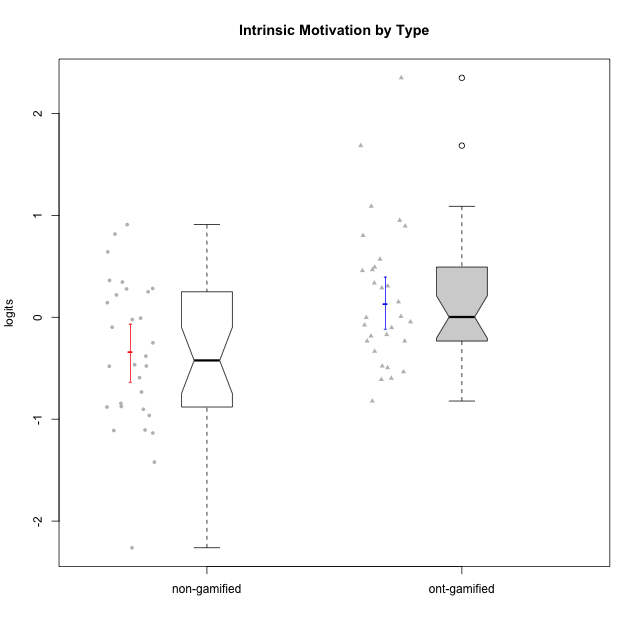 Intrinsic Motivation by Type
logits
2
1
0
-1
-2
non-gamified
ont-gamified